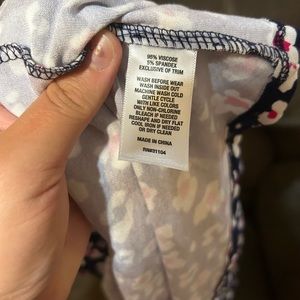 95% VISCOSE
5% SPANDEX
EXCLUSIVE OF TRIM
WASH BEFORE WEAR
WASH INSIDE OUT
MACHINE WASH COLD
GENTLE CYCLE
WITH LIKE COLORS
ONLY NON-CHLORINE
BLEACH IF NEEDED
RESHAPE AND DRY FLAT
COOL IRON IF NEEDED
OR DRY CLEAN
MADE IN CHINA
RN#31104